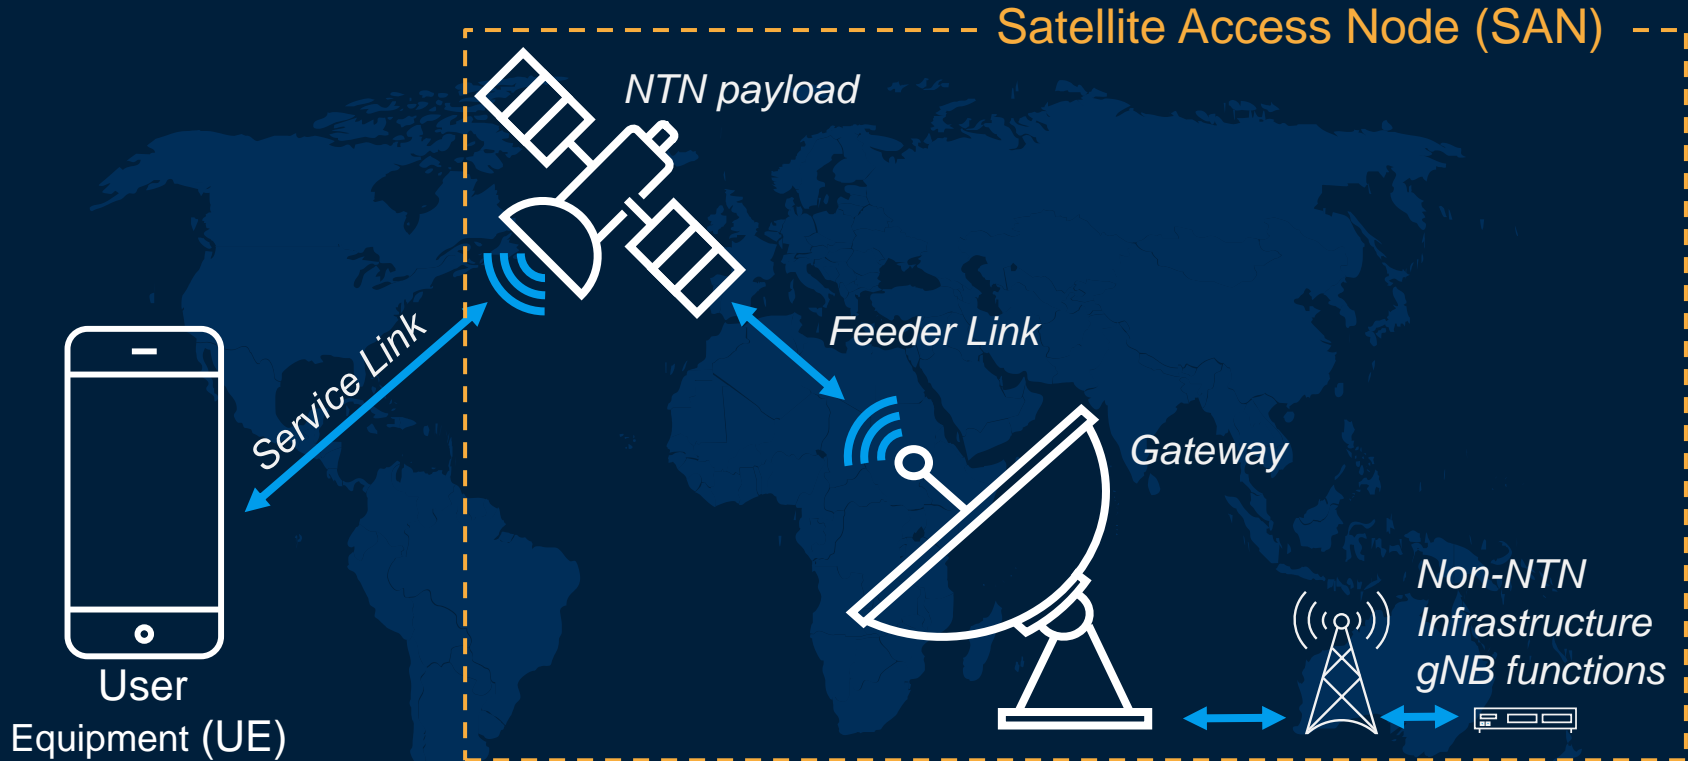 Satellite Access Node (SAN)
NTN payload
Service Link
Feeder Link
Gateway
Non-NTN
Infrastructure
gNB functions
User
Equipment (UE)